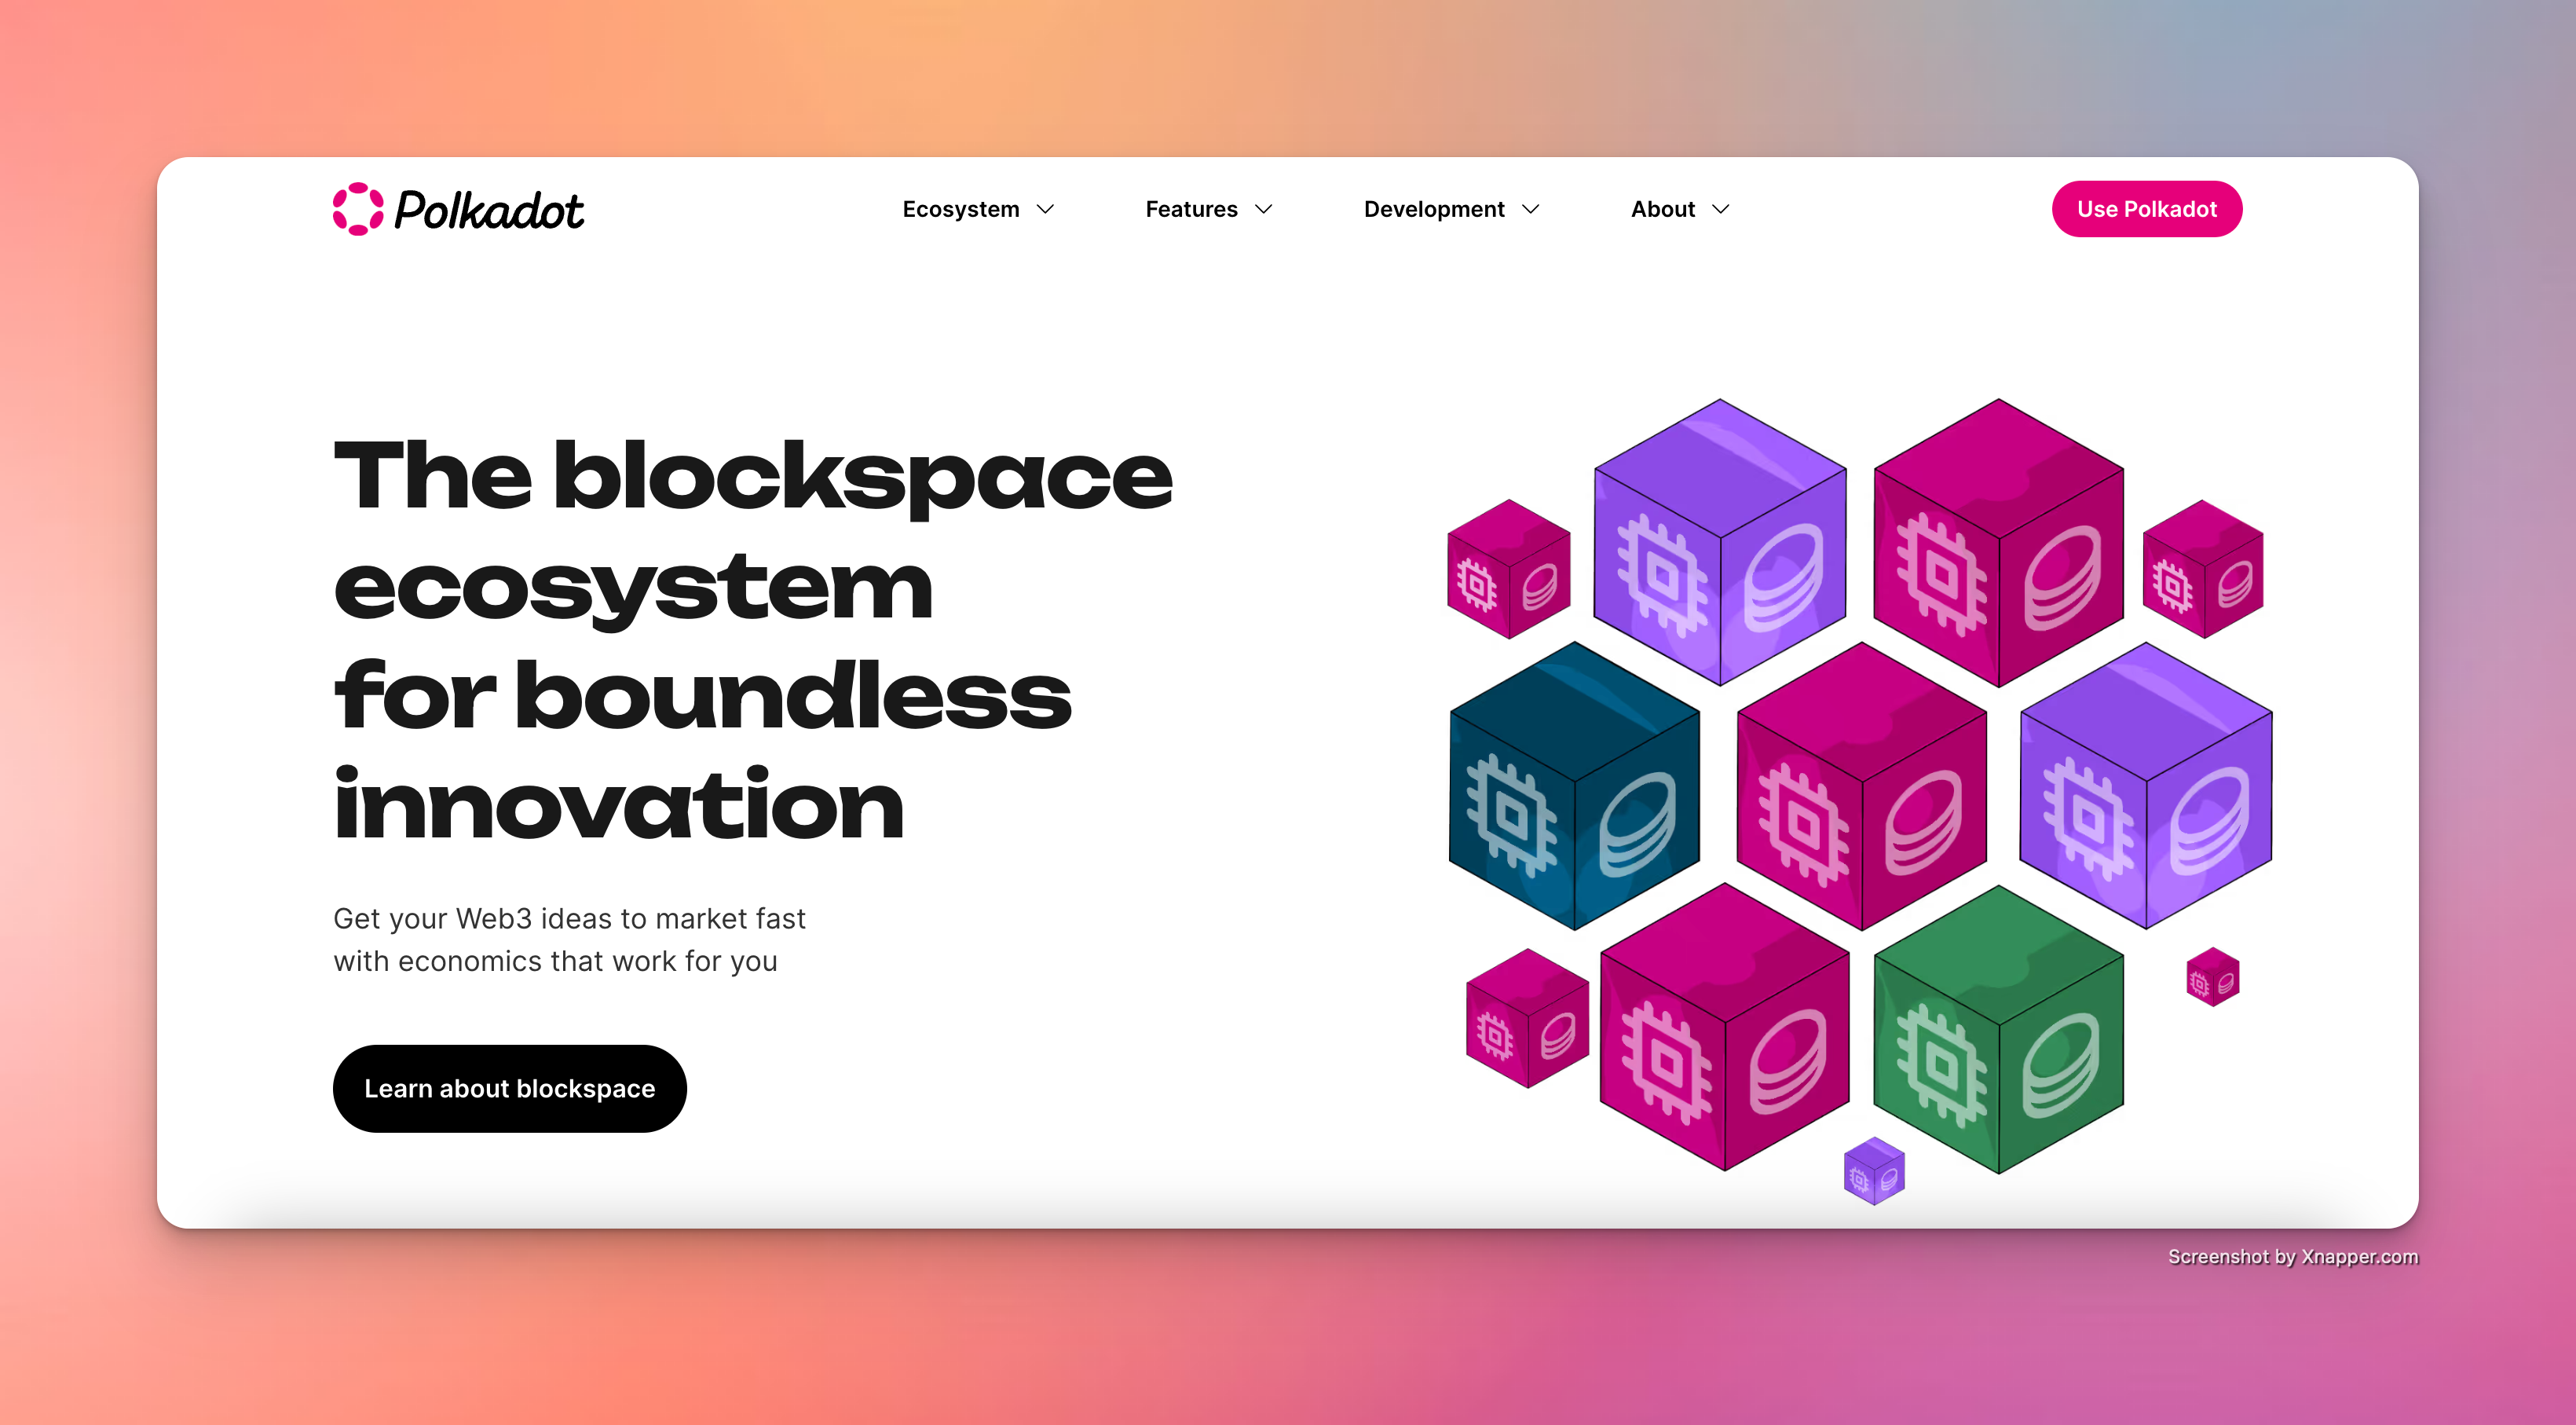 Polkadot
Ecosystem
Features
Development
About
Use Polkadot
The blockspace
ecosystem
for boundless
innovation
Get your Web3 ideas to market fast
with economics that work for you
Learn about blockspace
Screenshot by Xnapper.com